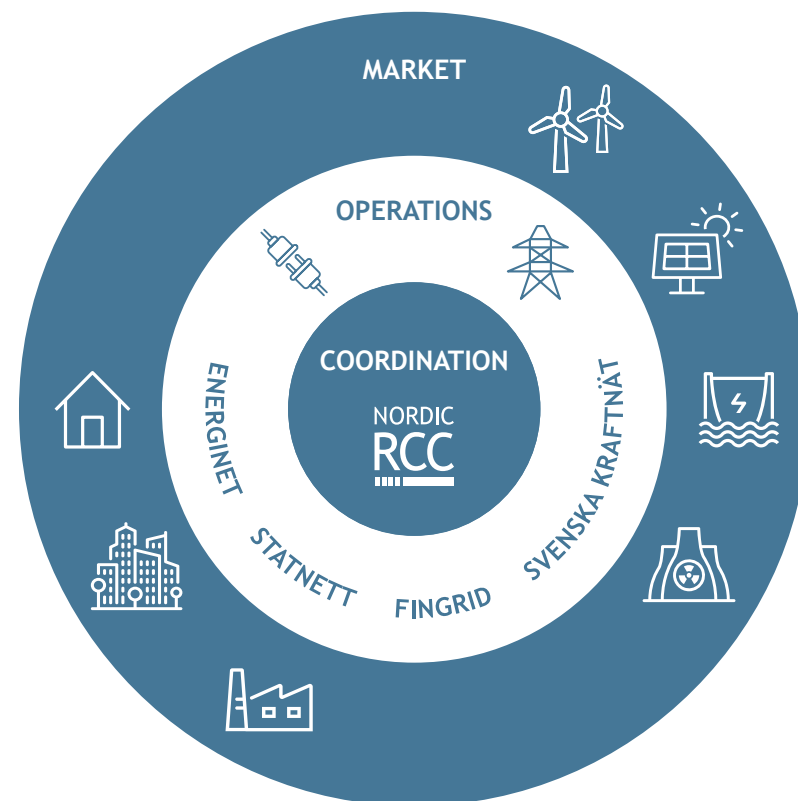 MARKET
OPERATIONS
COORDINATION
NORDIC
RCC
ENERGINET
STATNETT
FINGRID
SVENSKA KRAFTNÄT